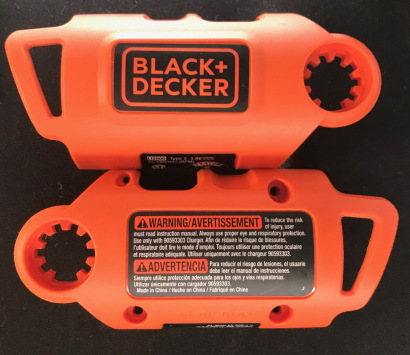 BLACK+
DECKER
WARNING/AVERTISSEMENT To reduce the risk
of injury, user
must read instruction manual. Always use proper eye and respiratory protection.
Use only with 90593303 Charger. Afin de réduire le risque de blessures,
l'utilisateur doit lire le mode d'emploi. Toujours utiliser une protection oculaire
et respiratoire adéquate. Utiliser uniquement avec le chargeur 90593303.
ADVERTENCIA Para reducir el riesgo de lesiones, el usuario
debe leer el manual de instrucciones.
Siempre utilice protección adecuada para los ojos y vías respiratorias.
Utilizar únicamente con cargador 90593303.
Made in China / Hecho en China / Fabriqué en Chine